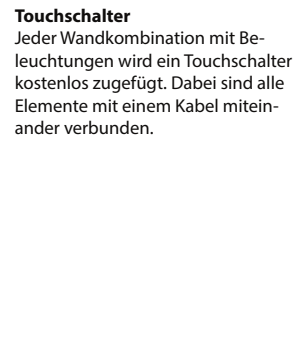 Touchschalter
Jeder Wandkombination mit Be-
leuchtungen wird ein Touchschalter
kostenlos zugefügt. Dabei sind alle
Elemente mit einem Kabel mitein-
ander verbunden.